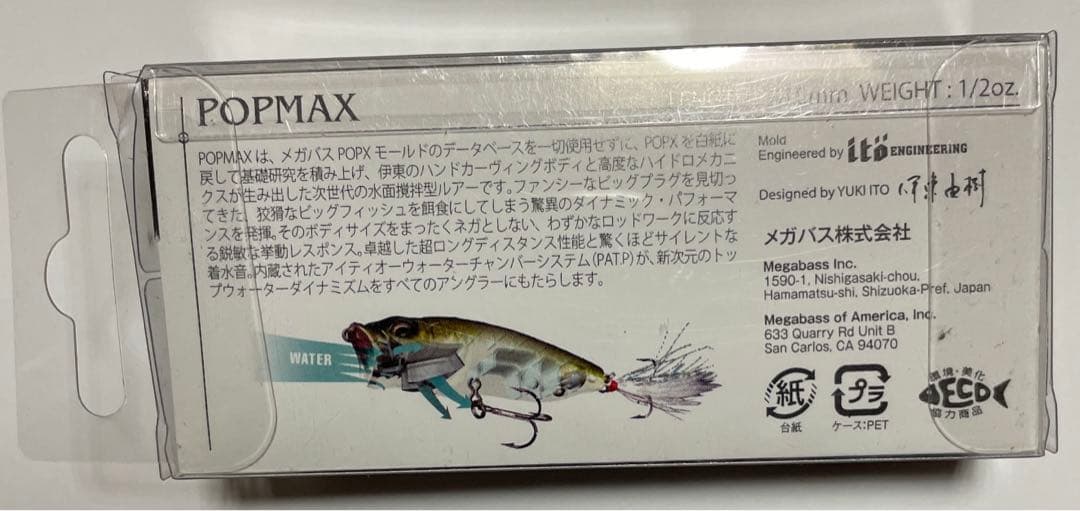 POPMAX
mm WEIGHT : 1/2oz.
POPMAXは、メガバスPOPXモールドのデータベースを一切使用せずに、POPXを白紙に
戻して基礎研究を積み上げ、伊東のハンドカーヴィングボディと高度なハイドロメカニ
クスが生み出した次世代の水面撹拌型ルアーです。ファンシーなビッグプラグを見切っ
てきた、狡猾なビッグフィッシュを餌食にしてしまう驚異のダイナミック・パフォーマ
ンスを発揮。そのボディサイズをまったくネガとしない、わずかなロッドワークに反応す
る鋭敏な挙動レスポンス。卓越した超ロングディスタンス性能と驚くほどサイレントな
着水音。内蔵されたアイティオーウォーターチャンバーシステム(PAT.P)が、新次元のトッ
プウォーターダイナミズムをすべてのアングラーにもたらします。
WATER
Mold
Engineered by itö ENGINEERING
Designed by YUKI ITO 伊東由樹
メガバス株式会社
Megabass Inc.
1590-1, Nishigasaki-chou,
Hamamatsu-shi, Shizuoka-Pref, Japan
Megabass of America, Inc.
633 Quarry Rd Unit B
San Carlos, CA 94070
紙
台紙
プラ
ケース:PET
環境・美化
ECO
協力商品